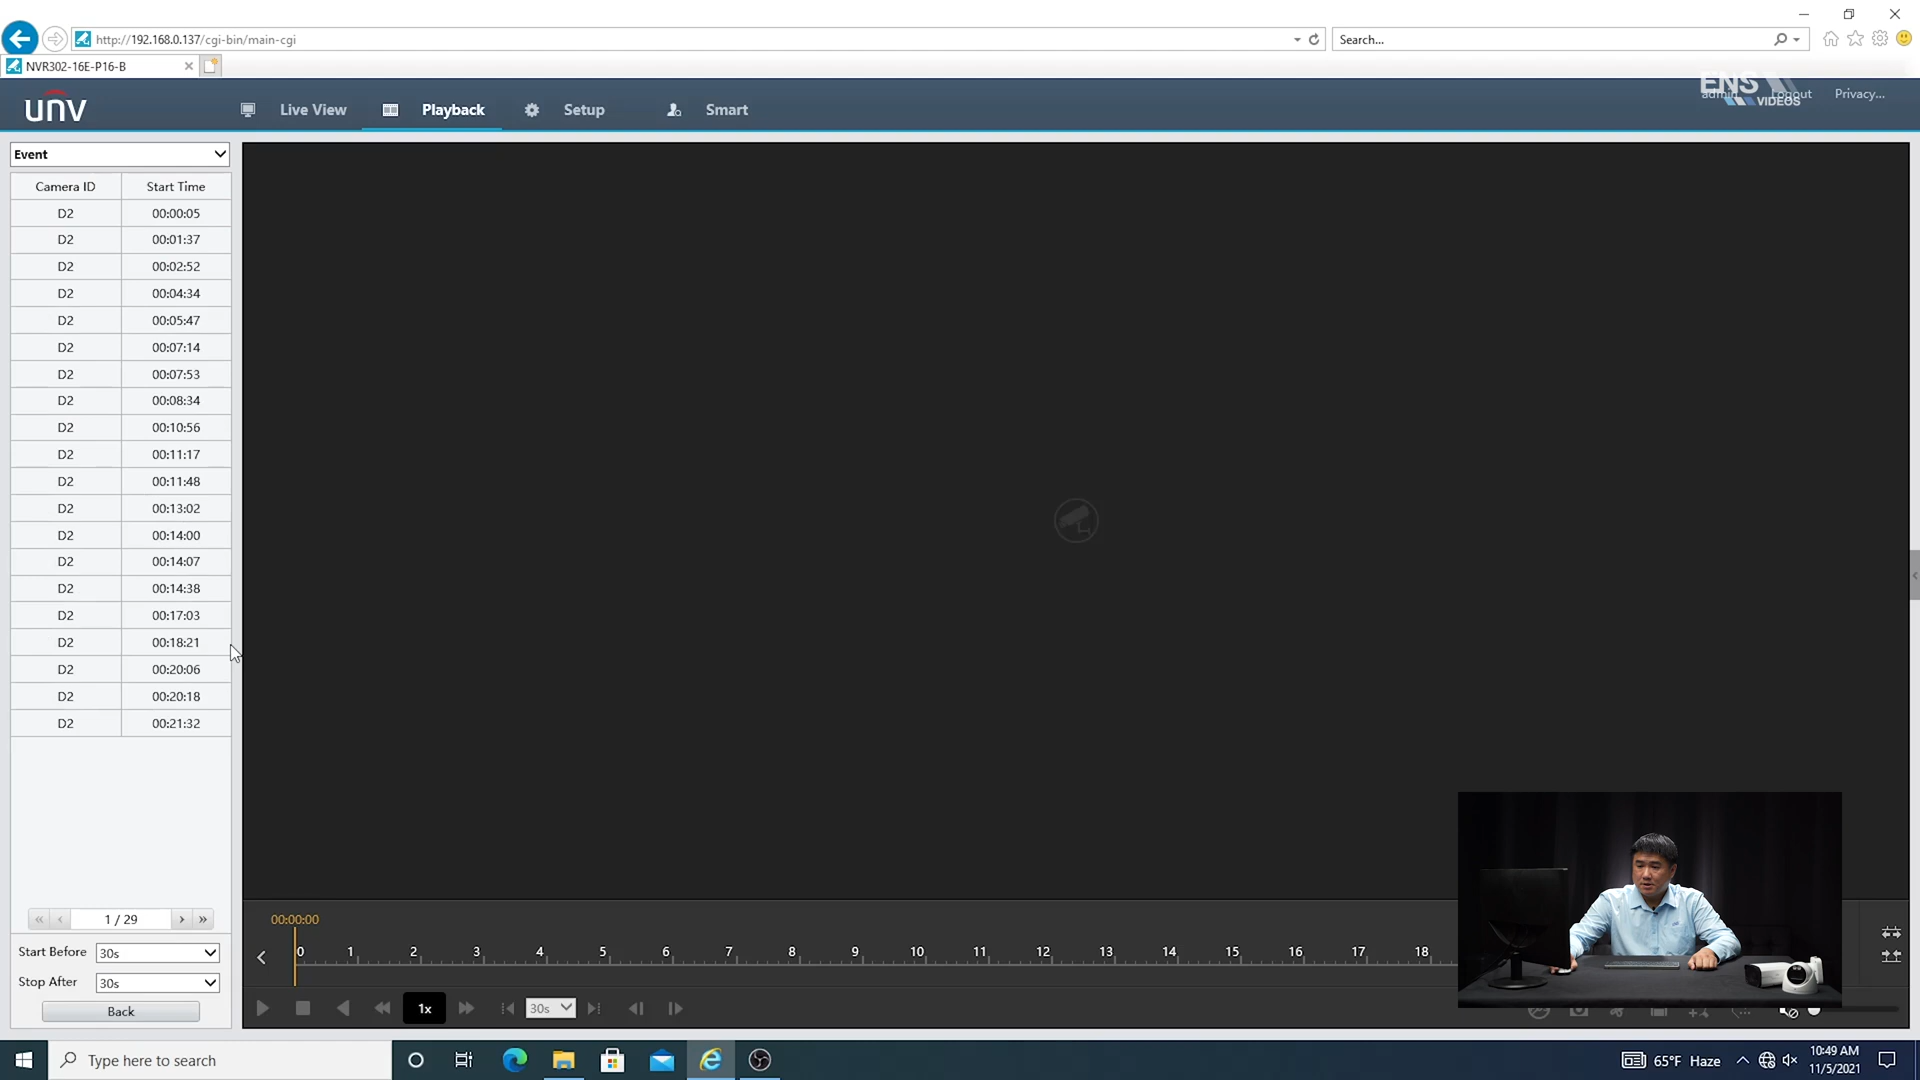 http://192.168.0.137/cgi-bin/main-cgi
Search...
NVR302-16E-P16-B
unv
Live View
Playback
Setup
Smart
admin
Logout
Privacy...
ENS
VIDEOS
Event
Camera ID Start Time
D2 00:00:05
D2 00:01:37
D2 00:02:52
D2 00:04:34
D2 00:05:47
D2 00:07:14
D2 00:07:53
D2 00:08:34
D2 00:10:56
D2 00:11:17
D2 00:11:48
D2 00:13:02
D2 00:14:00
D2 00:14:07
D2 00:14:38
D2 00:17:03
D2 00:18:21
D2 00:20:06
D2 00:20:18
D2 00:21:32
1 / 29
Start Before 30s
Stop After 30s
Back
00:00:00
0 1 2 3 4 5 6 7 8 9 10 11 12 13 14 15 16 17 18
1x
30s
Type here to search
65°F Haze
10:49 AM
11/5/2021